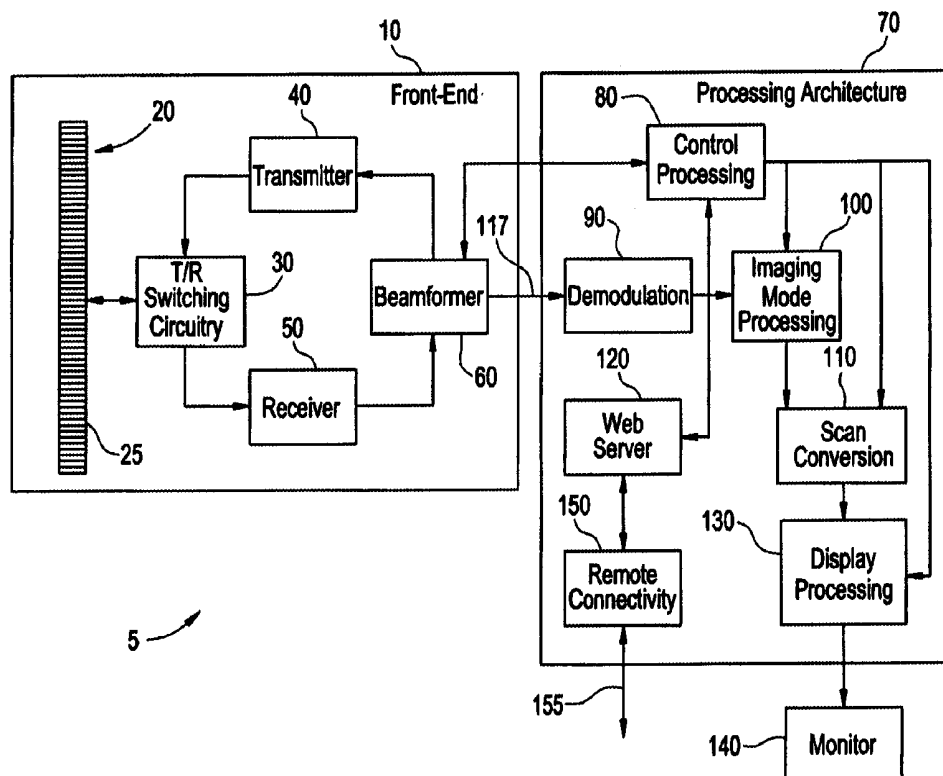 10
70
Front-End
Processing Architecture
20
40
80
Transmitter
Control
Processing
117
90
100
T/R
Switching
Circuitry
30
Beamformer
Demodulation
Imaging
Mode
Processing
50
60
120
110
Receiver
25
Web
Server
Scan
Conversion
150
130
Remote
Connectivity
Display
Processing
5
155
140
Monitor